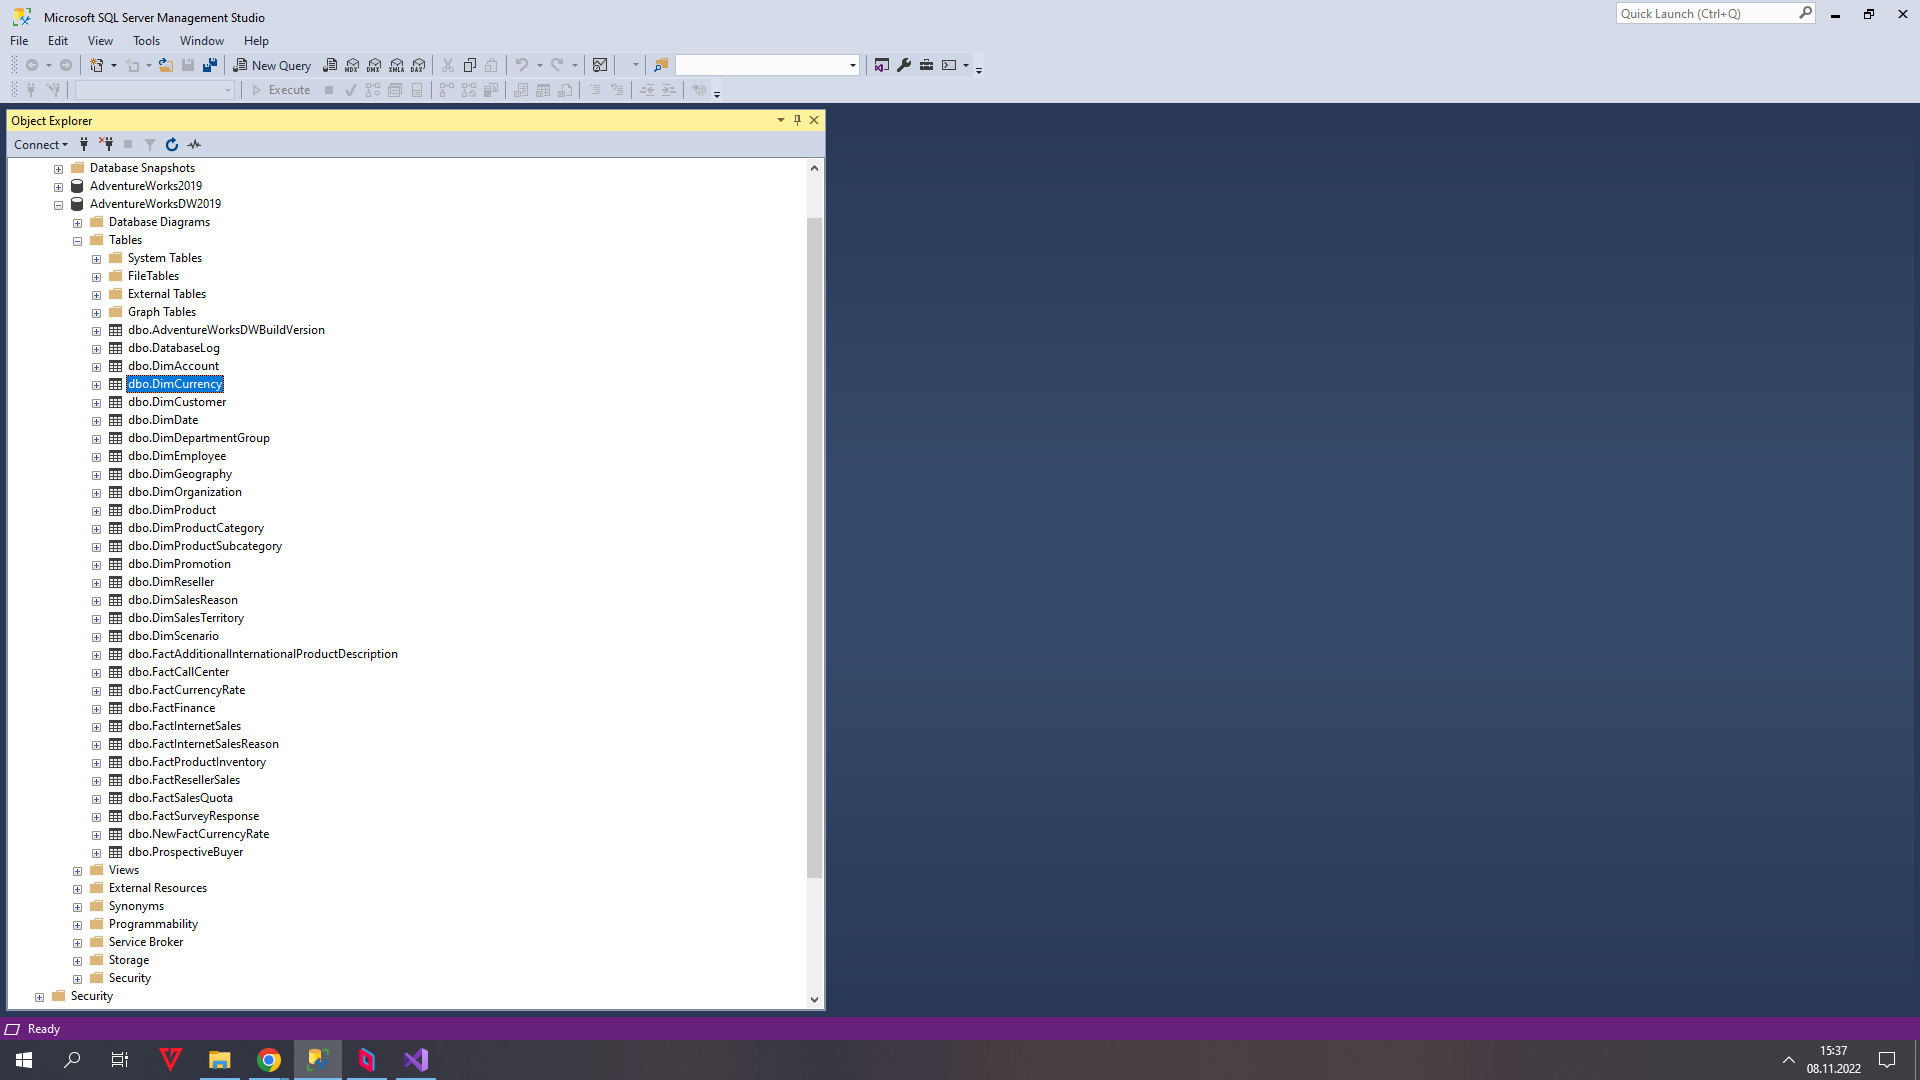 Microsoft SQL Server Management Studio
Quick Launch (Ctrl+Q)
File Edit View Tools Window Help
New Query MDX DMX XMLA DAX
Execute
Object Explorer
Connect
Database Snapshots
AdventureWorks2019
AdventureWorksDW2019
Database Diagrams
Tables
System Tables
FileTables
External Tables
Graph Tables
dbo.AdventureWorksDWBuildVersion
dbo.DatabaseLog
dbo.DimAccount
dbo.DimCurrency
dbo.DimCustomer
dbo.DimDate
dbo.DimDepartmentGroup
dbo.DimEmployee
dbo.DimGeography
dbo.DimOrganization
dbo.DimProduct
dbo.DimProductCategory
dbo.DimProductSubcategory
dbo.DimPromotion
dbo.DimReseller
dbo.DimSalesReason
dbo.DimSalesTerritory
dbo.DimScenario
dbo.FactAdditionalInternationalProductDescription
dbo.FactCallCenter
dbo.FactCurrencyRate
dbo.FactFinance
dbo.FactInternetSales
dbo.FactInternetSalesReason
dbo.FactProductInventory
dbo.FactResellerSales
dbo.FactSalesQuota
dbo.FactSurveyResponse
dbo.NewFactCurrencyRate
dbo.ProspectiveBuyer
Views
External Resources
Synonyms
Programmability
Service Broker
Storage
Security
Security
Ready
15:37
08.11.2022